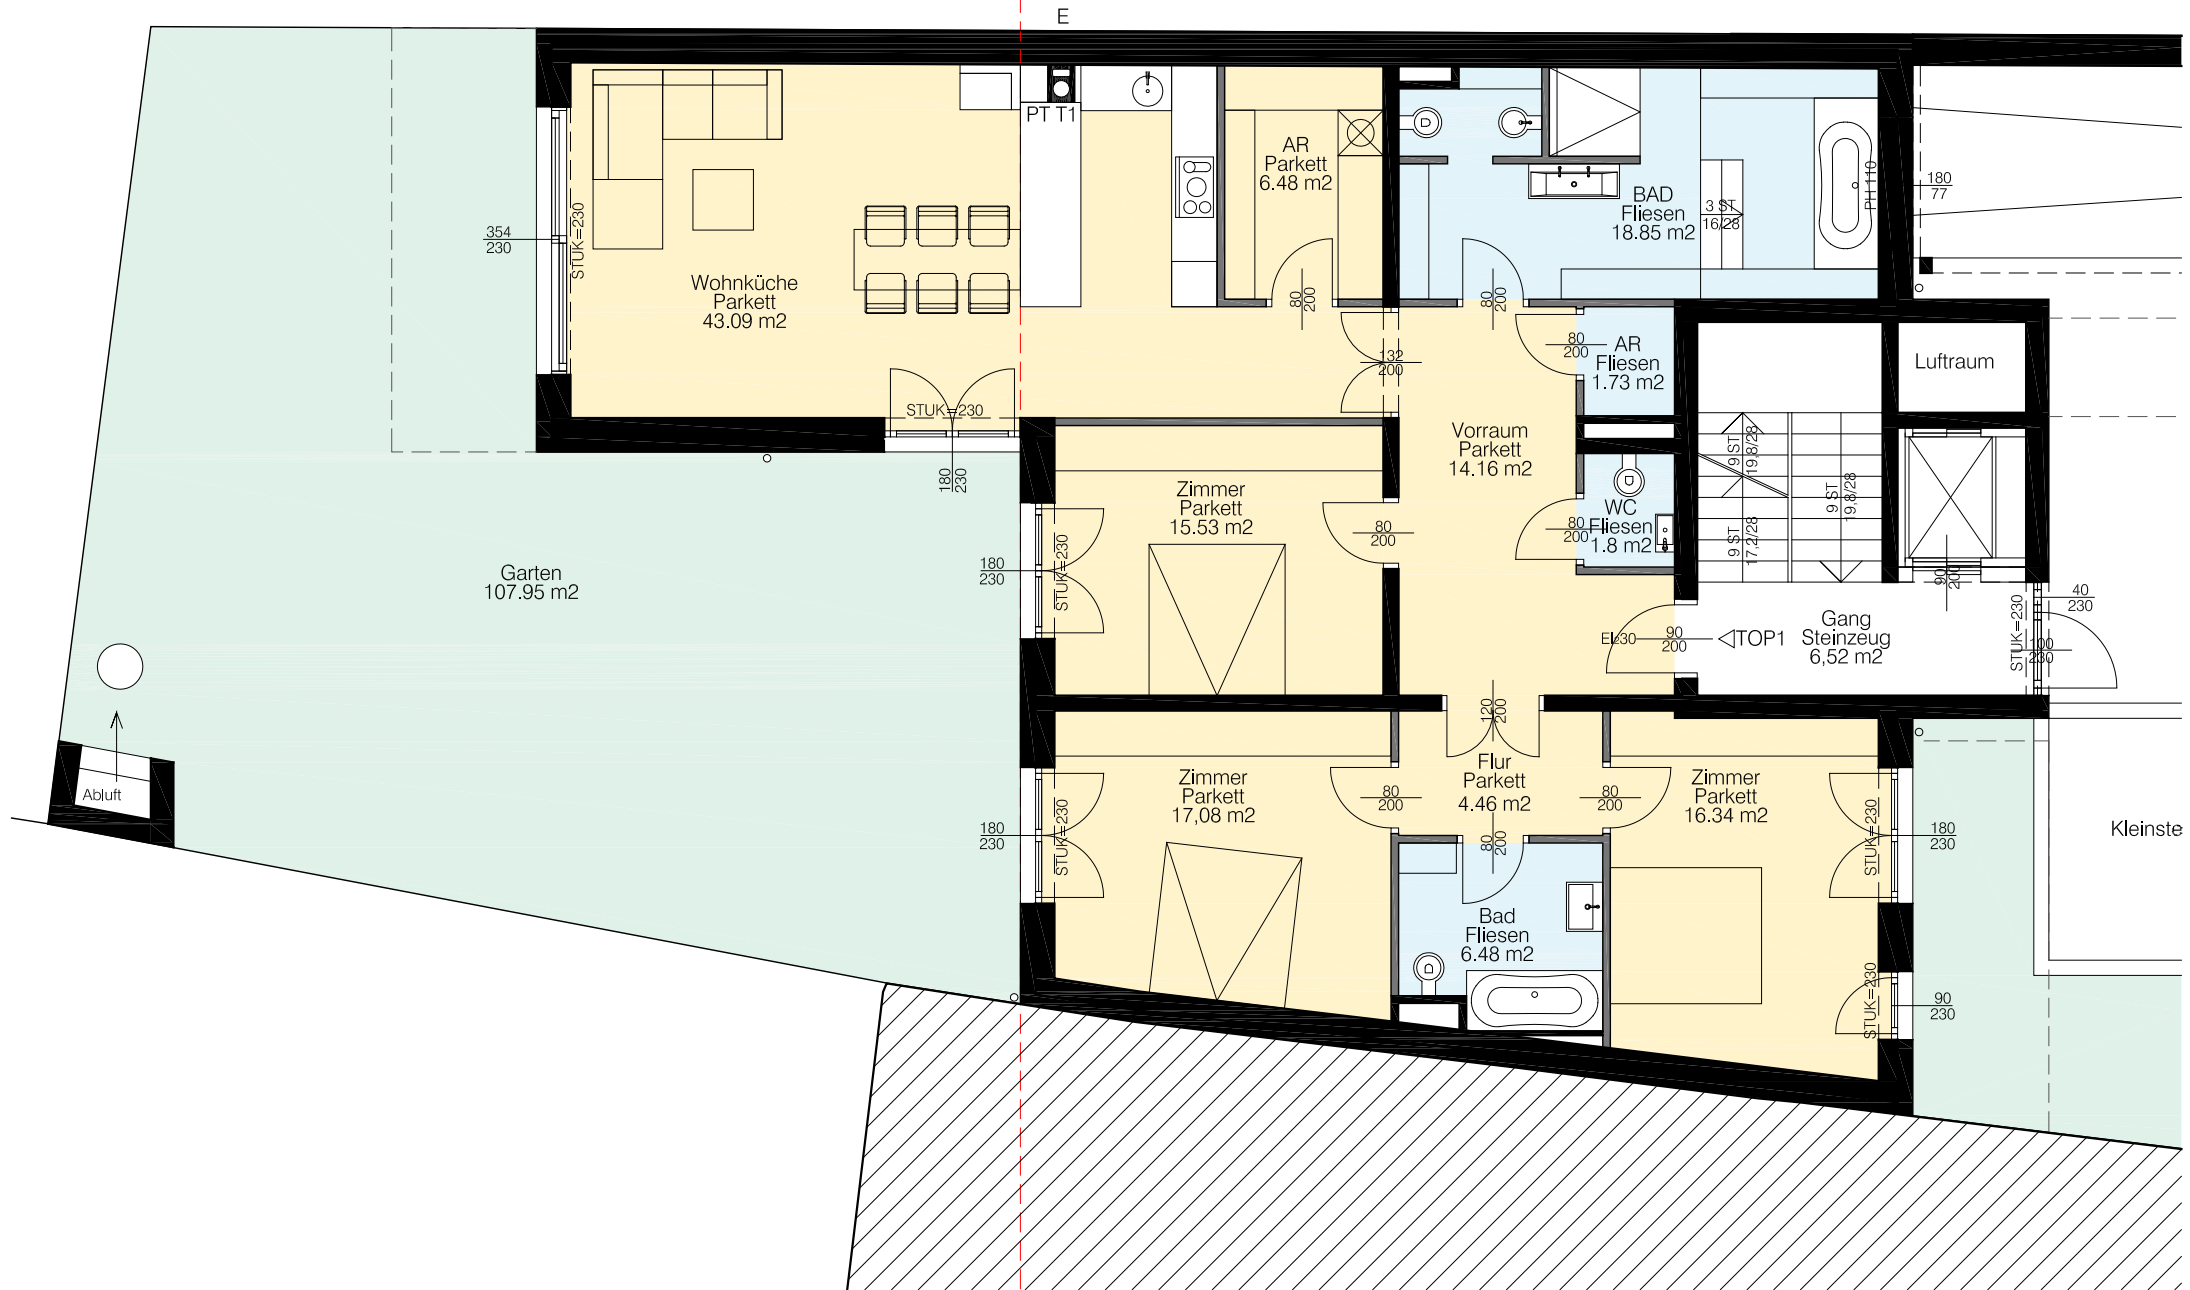 E
PT T1
AR
Parkett
6.48 m2
BAD
Fliesen
18.85 m2
3 ST
16/28
PH 110
180
77
354
230
STUK=230
Wohnküche
Parkett
43.09 m2
80
200
80
200
132
200
80
200
AR
Fliesen
1.73 m2
Luftraum
STUK=230
180
230
Vorraum
Parkett
14.16 m2
9 ST
19,8/28
9 ST
19,8/28
9 ST
17,2/28
Zimmer
Parkett
15.53 m2
80
200
WC
Fliesen
1.8 m2
80
200
Garten
107.95 m2
180
230
STUK=230
90
200
40
230
STUK=230
100
230
EL30
90
200
TOP1
Gang
Steinzeug
6,52 m2
120
200
Abluft
Zimmer
Parkett
17,08 m2
80
200
Flur
Parkett
4.46 m2
80
200
Zimmer
Parkett
16.34 m2
180
230
STUK=230
80
200
STUK=230
180
230
Kleinste
Bad
Fliesen
6.48 m2
STUK=230
90
230